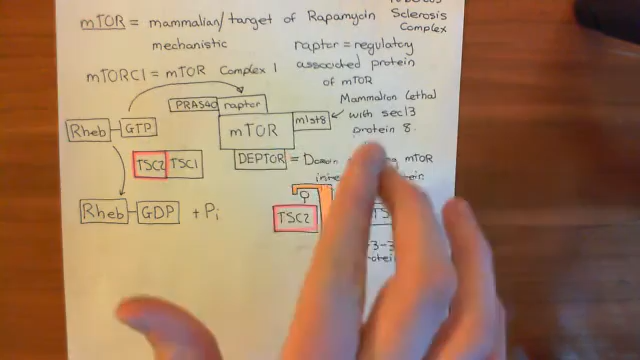 mTOR = mammalian/target of Rapamycin
mechanistic
Sclerosis
Complex
raptor = regulatory
associated protein
of mTOR
mTORC1 = mTOR Complex 1
Mammalian Lethal
with sec13
protein 8.
PRAS40 raptor
mTOR
mlst8
Rheb GTP
DEPTOR = Domain mTOR
TSC2 TSC1
Rheb GDP + Pi
TSC2